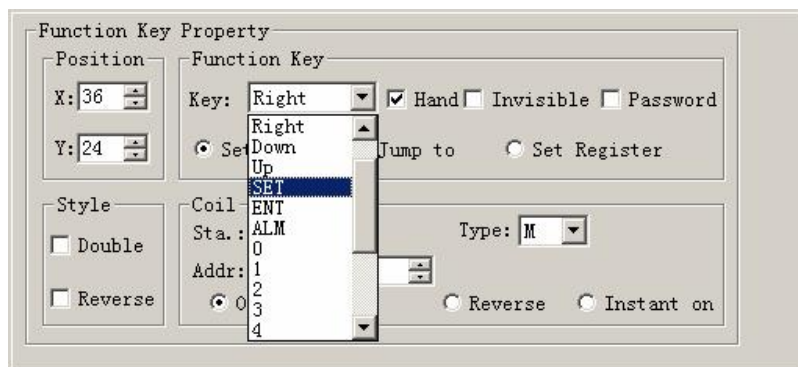 Function Key Property
Position
Function Key
X: 36
Key: Right
Hand
Invisible
Password
Right
Down
Up
SET
ENT
ALM
0
1
2
3
4
Y: 24
Jump to
Set Register
Style
Double
Reverse
Coil
Sta.:
Type: M
Addr:
Reverse
Instant on